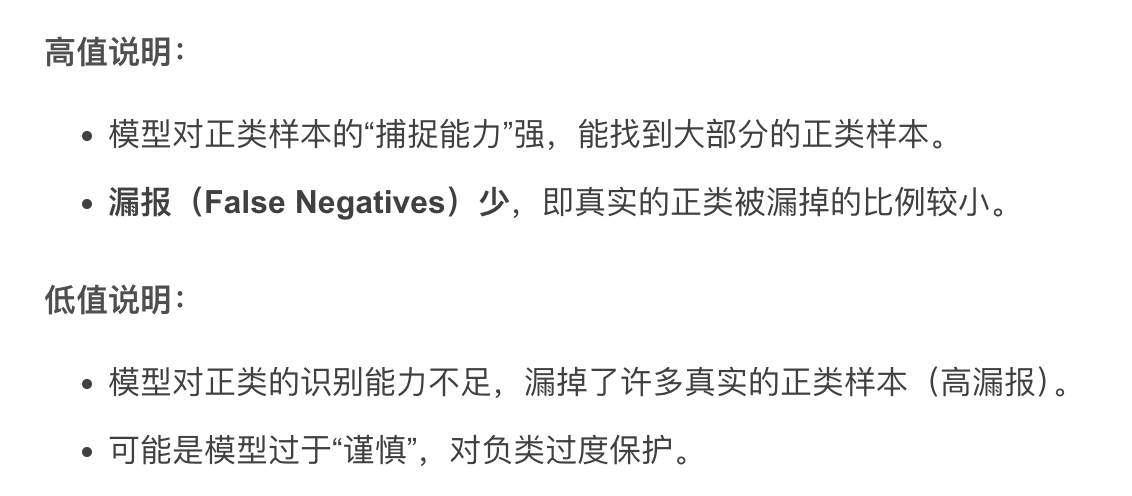 高值说明：
• 模型对正类样本的“捕捉能力”强，能找到大部分的正类样本。
• 漏报（False Negatives）少，即真实的正类被漏掉的比例较小。
低值说明：
• 模型对正类的识别能力不足，漏掉了许多真实的正类样本（高漏报）。
• 可能是模型过于“谨慎”，对负类过度保护。